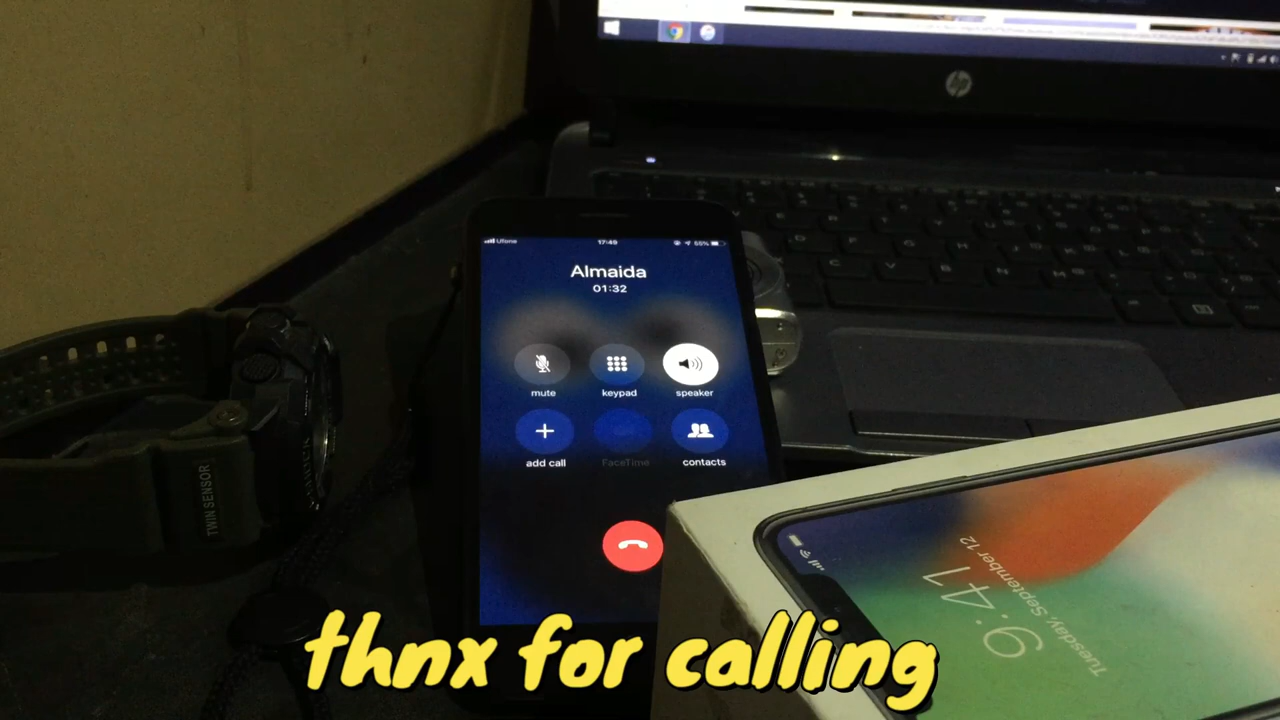 hp
Ufone
17:49
55%
Almaida
01:32
mute
keypad
speaker
add call
FaceTime
contacts
TWIN SENSOR
9:41
Tuesday, September 12
thnx for calling